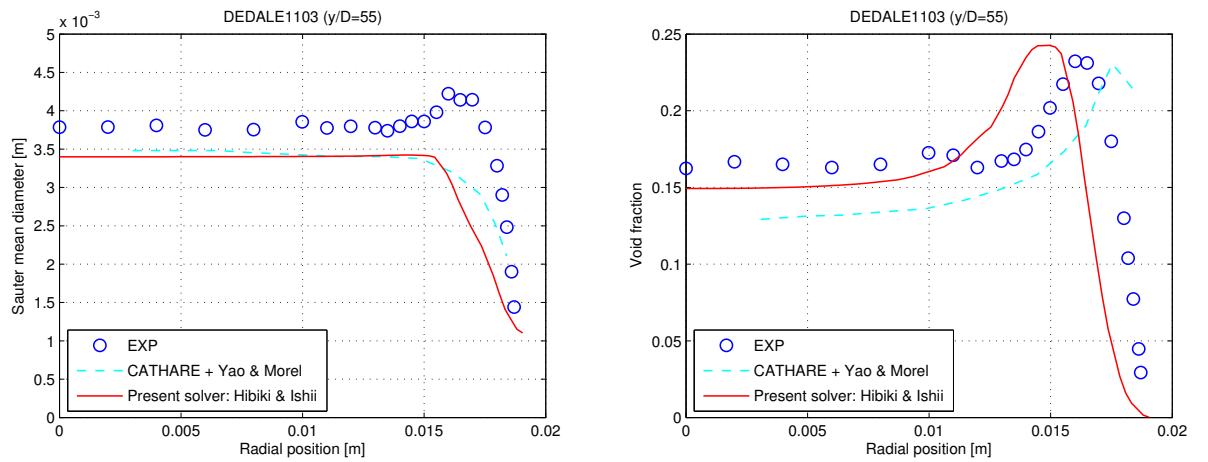 DEDALE1103 (y/D=55)
x 10⁻³
5
4.5
4
3.5
3
2.5
2
1.5
1
0.5
0
Sauter mean diameter [m]
EXP
CATHARE + Yao & Morel
Present solver: Hibiki & Ishii
0 0.005 0.01 0.015 0.02
Radial position [m]
DEDALE1103 (y/D=55)
0.25
0.2
0.15
0.1
0.05
0
Void fraction
EXP
CATHARE + Yao & Morel
Present solver: Hibiki & Ishii
0 0.005 0.01 0.015 0.02
Radial position [m]